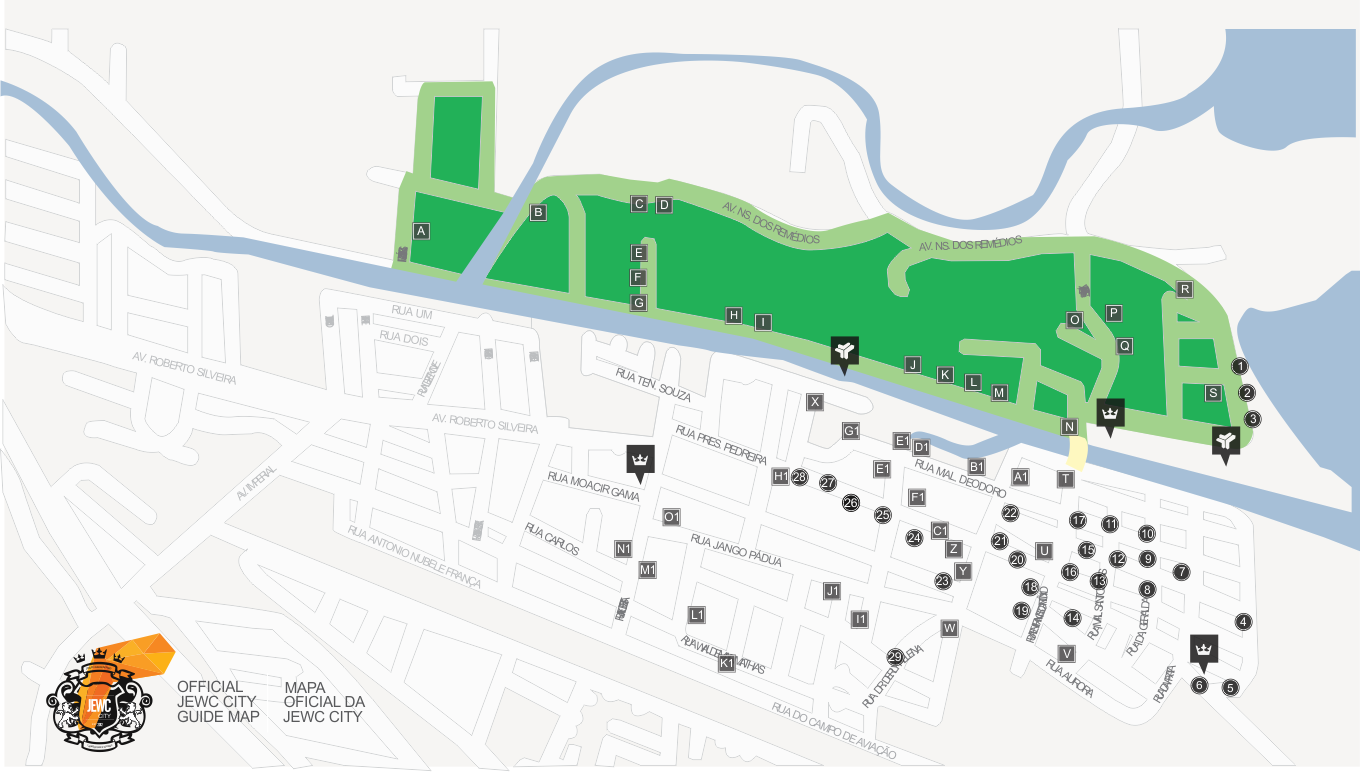 C
D
AV. NS. DOS REMÉDIOS
B
A
AV. NS. DOS REMÉDIOS
E
F
G
R
H
I
O
P
Q
RUA UM
RUA DOIS
J
K
L
M
S
1
2
3
AV. ROBERTO SILVEIRA
RUA TEN. SOUZA
X
N
AV. ROBERTO SILVEIRA
RUA PRES. PEDREIRA
G1
E1
D1
E1
RUA MAL. DEODORO
B1
A1
T
AV. IMPERIAL
RUA MOACIR GAMA
H1
28
27
26
25
F1
22
17
11
10
O1
C1
24
21
20
U
15
12
9
7
Z
RUA ANTONIO NUBELE FRANÇA
RUA CARLOS
N1
M1
RUA JANGO PÁDUA
Y
23
16
13
18
8
J1
19
14
4
L1
I1
W
V
K1
29
RUA AURORA
6
5
RUA DO CAMPO DE AVIAÇÃO
JEWC
CITY
OFFICIAL
JEWC CITY
GUIDE MAP
MAPA
OFICIAL DA
JEWC CITY